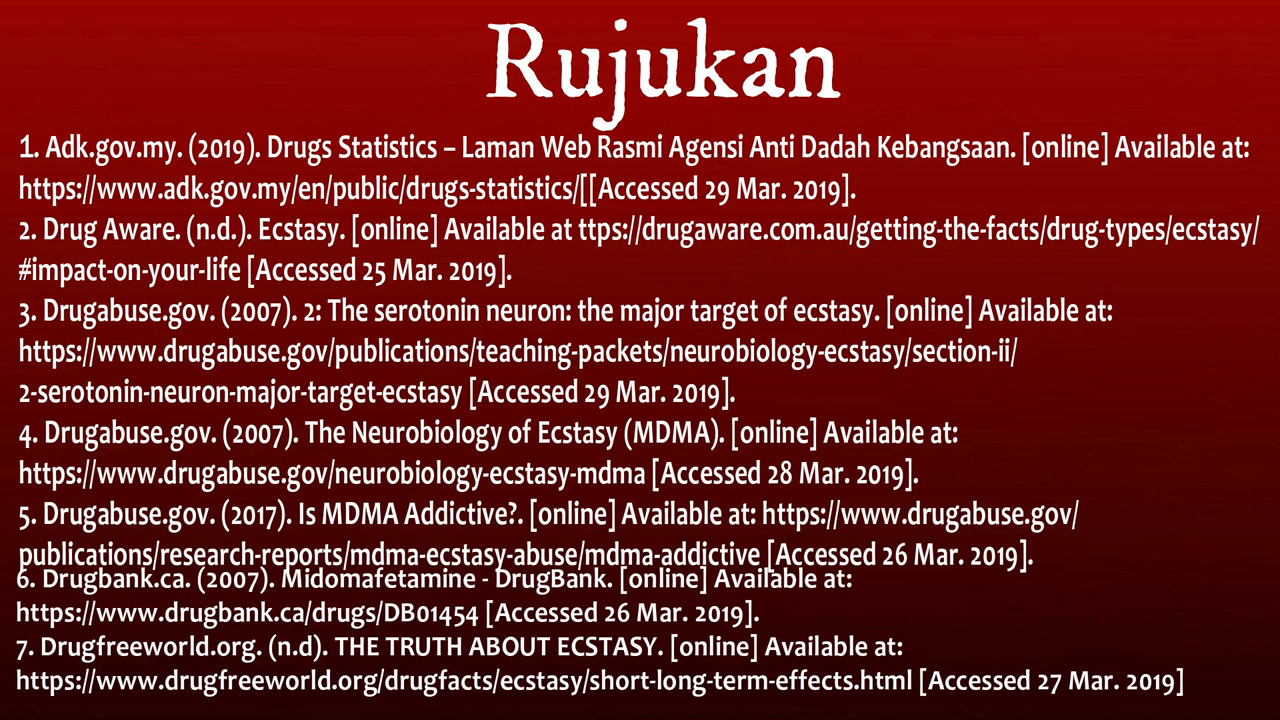 Rujukan
1. Adk.gov.my. (2019). Drugs Statistics – Laman Web Rasmi Agensi Anti Dadah Kebangsaan. [online] Available at:
https://www.adk.gov.my/en/public/drugs-statistics/[[Accessed 29 Mar. 2019].
2. Drug Aware. (n.d.). Ecstasy. [online] Available at ttps://drugaware.com.au/getting-the-facts/drug-types/ecstasy/
#impact-on-your-life [Accessed 25 Mar. 2019].
3. Drugabuse.gov. (2007). 2: The serotonin neuron: the major target of ecstasy. [online] Available at:
https://www.drugabuse.gov/publications/teaching-packets/neurobiology-ecstasy/section-ii/
2-serotonin-neuron-major-target-ecstasy [Accessed 29 Mar. 2019].
4. Drugabuse.gov. (2007). The Neurobiology of Ecstasy (MDMA). [online] Available at:
https://www.drugabuse.gov/neurobiology-ecstasy-mdma [Accessed 28 Mar. 2019].
5. Drugabuse.gov. (2017). Is MDMA Addictive?. [online] Available at: https://www.drugabuse.gov/
publications/research-reports/mdma-ecstasy-abuse/mdma-addictive [Accessed 26 Mar. 2019].
6. Drugbank.ca. (2007). Midomafetamine - DrugBank. [online] Available at:
https://www.drugbank.ca/drugs/DB01454 [Accessed 26 Mar. 2019].
7. Drugfreeworld.org. (n.d). THE TRUTH ABOUT ECSTASY. [online] Available at:
https://www.drugfreeworld.org/drugfacts/ecstasy/short-long-term-effects.html [Accessed 27 Mar. 2019]